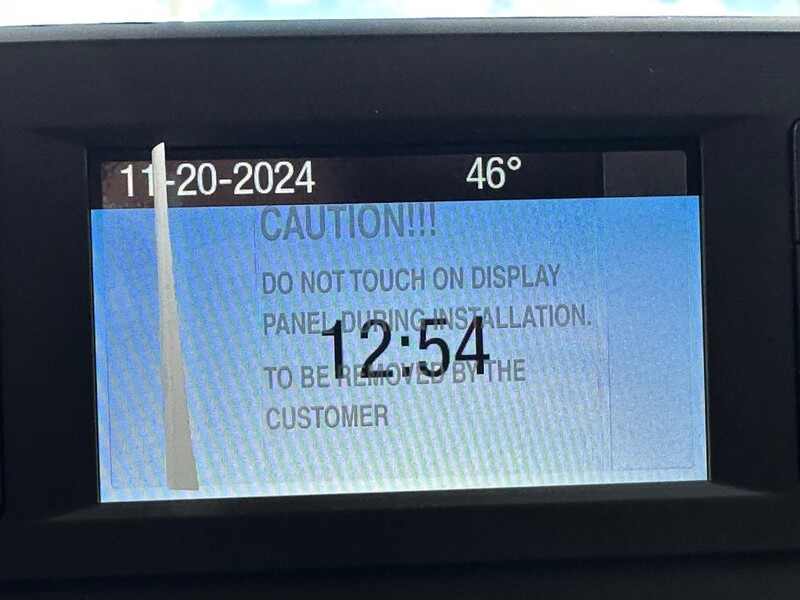 11-20-2024 46°
CAUTION!!!
DO NOT TOUCH ON DISPLAY
PANEL DURING INSTALLATION.
12:54
TO BE REMOVED BY THE
CUSTOMER